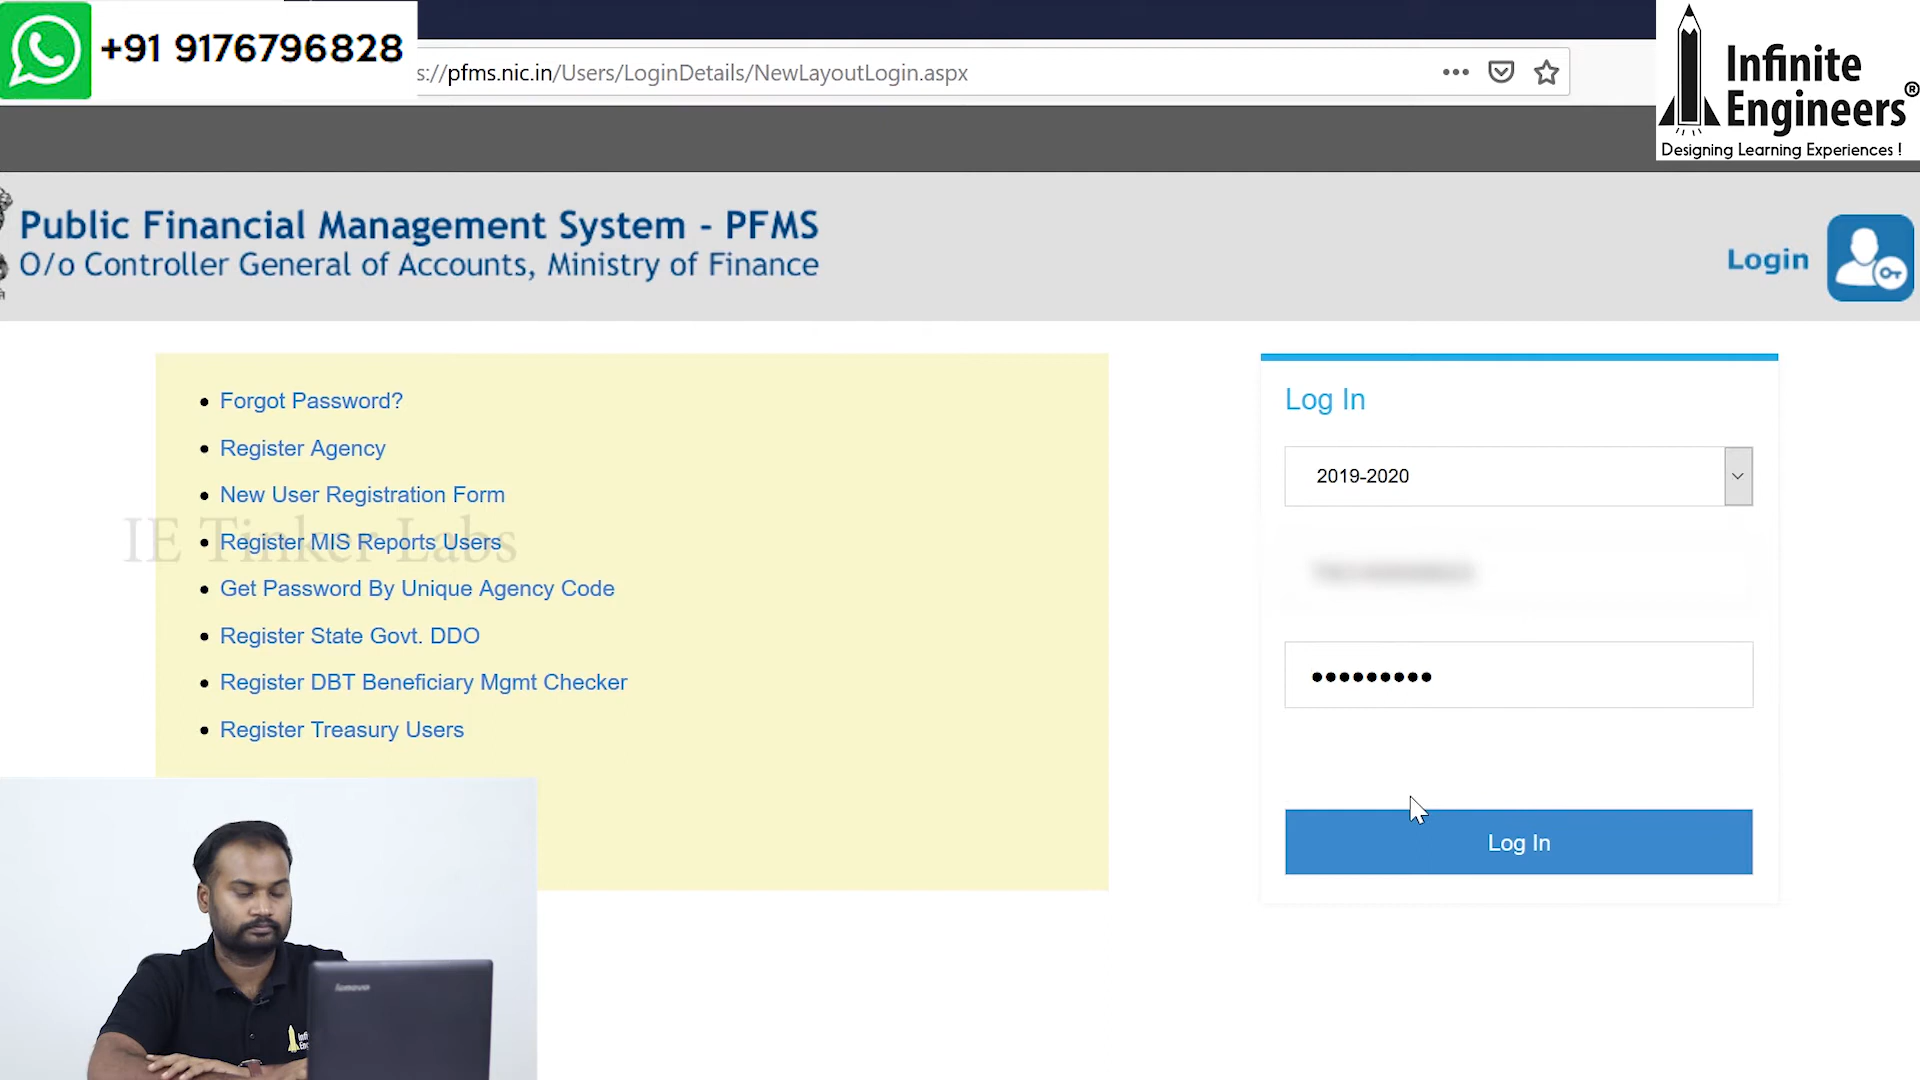 +91 9176796828
s://pfms.nic.in/Users/LoginDetails/NewLayoutLogin.aspx
Infinite
Engineers®
Designing Learning Experiences !
Public Financial Management System - PFMS
O/o Controller General of Accounts, Ministry of Finance
Login
Forgot Password?
Register Agency
New User Registration Form
IE Tinker Labs
Register MIS Reports Users
Get Password By Unique Agency Code
Register State Govt. DDO
Register DBT Beneficiary Mgmt Checker
Register Treasury Users
Log In
2019-2020
Log In
lenovo